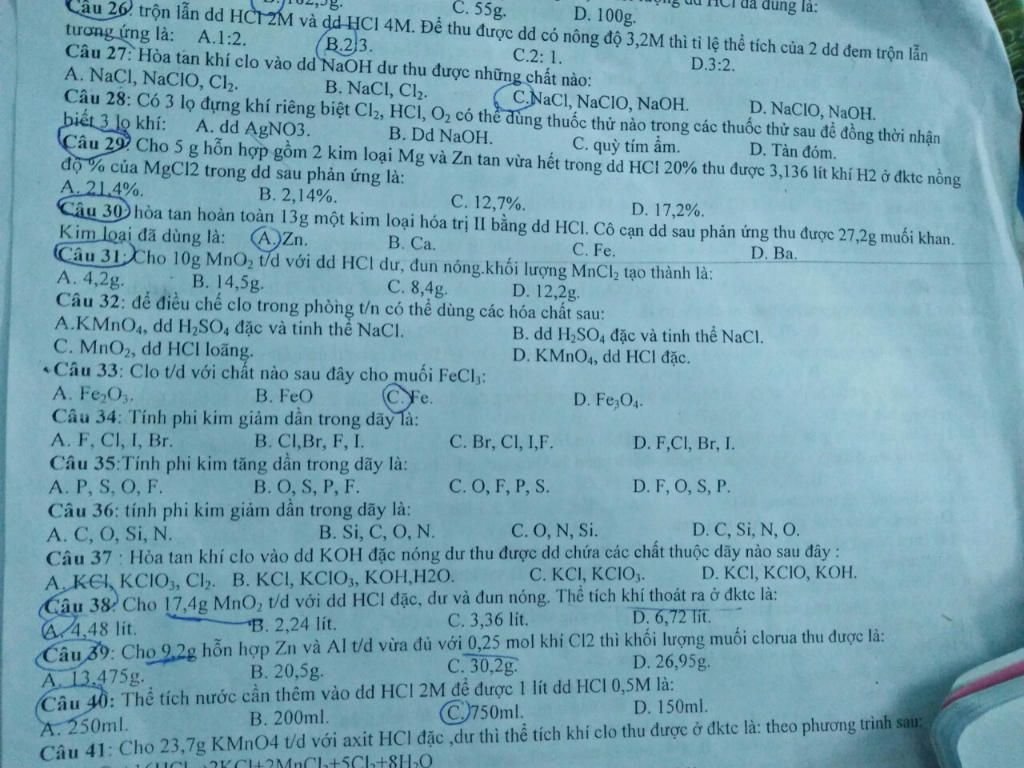 C. 55g. D. 100g.
Câu 26. trộn lẫn dd HCl 2M và dd HCl 4M. Để thu được dd có nồng độ 3,2M thì tỉ lệ thể tích của 2 dd đem trộn lẫn
tương ứng là: A.1:2. B.2:3. C.2: 1. D.3:2.
Câu 27: Hòa tan khí clo vào dd NaOH dư thu được những chất nào:
A. NaCl, NaClO, Cl2. B. NaCl, Cl2. C.NaCl, NaClO, NaOH. D. NaClO, NaOH.
Câu 28: Có 3 lọ đựng khí riêng biệt Cl2, HCl, O2 có thể dùng thuốc thử nào trong các thuốc thử sau để đồng thời nhận
biết 3 lọ khí: A. dd AgNO3. B. Dd NaOH. C. quỳ tím ẩm. D. Tàn đóm.
Câu 29: Cho 5 g hỗn hợp gồm 2 kim loại Mg và Zn tan vừa hết trong dd HCl 20% thu được 3,136 lít khí H2 ở đktc nồng
độ % của MgCl2 trong dd sau phản ứng là:
A. 21,4%. B. 2,14%. C. 12,7%. D. 17,2%.
Câu 30: hòa tan hoàn toàn 13g một kim loại hóa trị II bằng dd HCl. Cô cạn dd sau phản ứng thu được 27,2g muối khan.
Kim loại đã dùng là: A. Zn. B. Ca. C. Fe. D. Ba.
Câu 31: Cho 10g MnO2 t/d với dd HCl dư, đun nóng.khối lượng MnCl2 tạo thành là:
A. 4,2g. B. 14,5g. C. 8,4g. D. 12,2g.
Câu 32: để điều chế clo trong phòng t/n có thể dùng các hóa chất sau:
A.KMnO4, dd H2SO4 đặc và tinh thể NaCl. B. dd H2SO4 đặc và tinh thể NaCl.
C. MnO2, dd HCl loãng. D. KMnO4, dd HCl đặc.
Câu 33: Clo t/d với chất nào sau đây cho muối FeCl3:
A. Fe2O3. B. FeO C. Fe. D. Fe3O4.
Câu 34: Tính phi kim giảm dần trong dãy là:
A. F, Cl, I, Br. B. Cl,Br, F, I. C. Br, Cl, I,F. D. F,Cl, Br, I.
Câu 35:Tính phi kim tăng dần trong dãy là:
A. P, S, O, F. B. O, S, P, F. C. O, F, P, S. D. F, O, S, P.
Câu 36: tính phi kim giảm dần trong dãy là:
A. C, O, Si, N. B. Si, C, O, N. C. O, N, Si. D. C, Si, N, O.
Câu 37 : Hòa tan khí clo vào dd KOH đặc nóng dư thu được dd chứa các chất thuộc dãy nào sau đây :
A. KCl, KClO3, Cl2. B. KCl, KClO3, KOH,H2O. C. KCl, KClO3. D. KCl, KClO, KOH.
Câu 38: Cho 17,4g MnO2 t/d với dd HCl đặc, dư và đun nóng. Thể tích khí thoát ra ở đktc là:
A. 4,48 lít. B. 2,24 lít. C. 3,36 lít. D. 6,72 lít.
Câu 39: Cho 9,2g hỗn hợp Zn và Al t/d vừa đủ với 0,25 mol khí Cl2 thì khối lượng muối clorua thu được là:
A. 13,475g. B. 20,5g. C. 30,2g. D. 26,95g.
Câu 40: Thể tích nước cần thêm vào dd HCl 2M để được 1 lít dd HCl 0,5M là:
A. 250ml. B. 200ml. C. 750ml. D. 150ml.
Câu 41: Cho 23,7g KMnO4 t/d với axit HCl đặc ,dư thì thể tích khí clo thu được ở đktc là: theo phương trình sau: